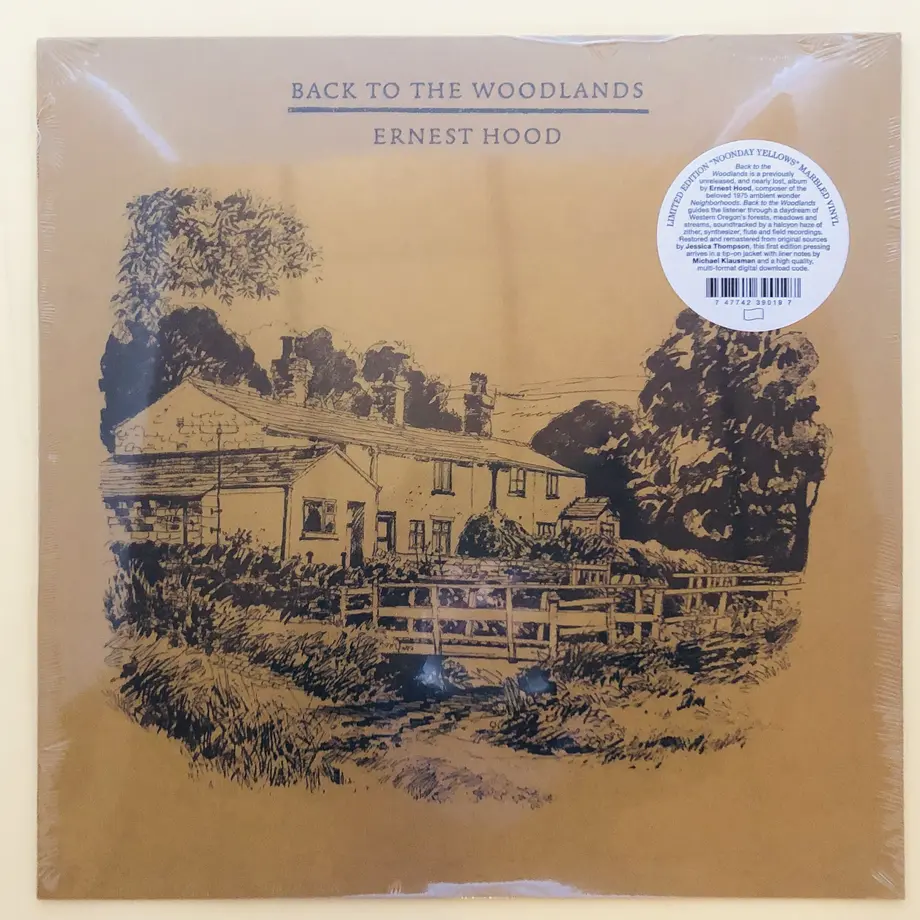 BACK TO THE WOODLANDS
ERNEST HOOD
LIMITED EDITION "NOONDAY YELLOWS" MARBLED VINYL
Back to the
Woodlands is a previously
unreleased, and nearly lost, album
by Ernest Hood, composer of the
beloved 1975 ambient wonder
Neighborhoods. Back to the Woodlands
guides the listener through a daydream of
Western Oregon's forests, meadows and
streams, soundtracked by a halcyon haze of
zither, synthesizer, flute and field recordings.
Restored and remastered from original sources
by Jessica Thompson, this first edition pressing
arrives in a tip-on jacket with liner notes by
Michael Klausman and a high quality,
multi-format digital download code.
7 47742 39019 7